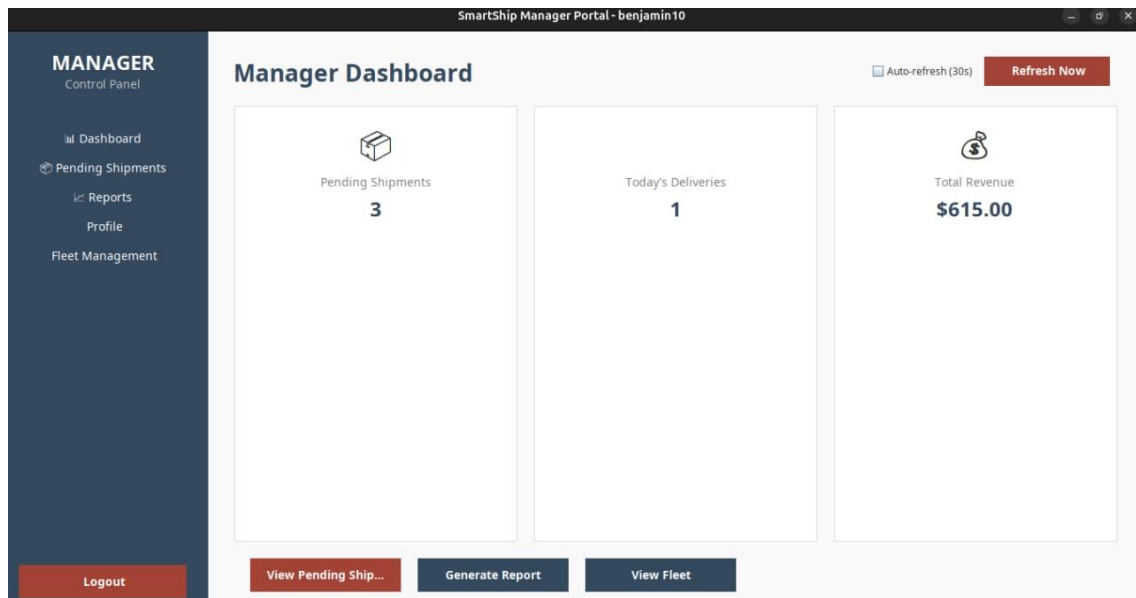 SmartShip Manager Portal - benjamin10
MANAGER
Control Panel
Dashboard
Pending Shipments
Reports
Profile
Fleet Management
Logout
Manager Dashboard
Auto-refresh (30s)
Refresh Now
Pending Shipments
3
Today's Deliveries
1
$
Total Revenue
$615.00
View Pending Ship...
Generate Report
View Fleet